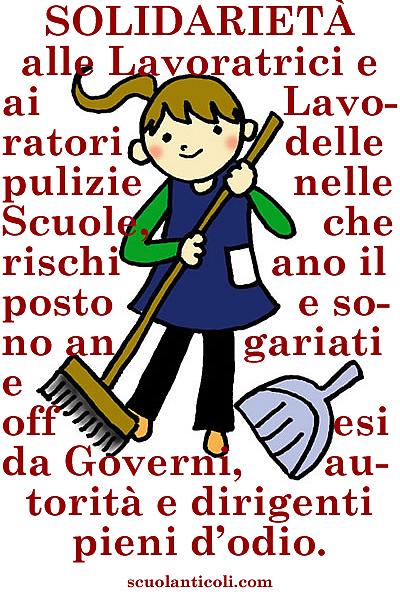 SOLIDARIETÀ
alle Lavoratrici e
ai Lavo-
ratori delle
pulizie nelle
Scuole, che
rischi ano il
posto e so-
no an gariati
e
off esi
da Governi, au-
torità e dirigenti
pieni d'odio.
scuolanticoli.com